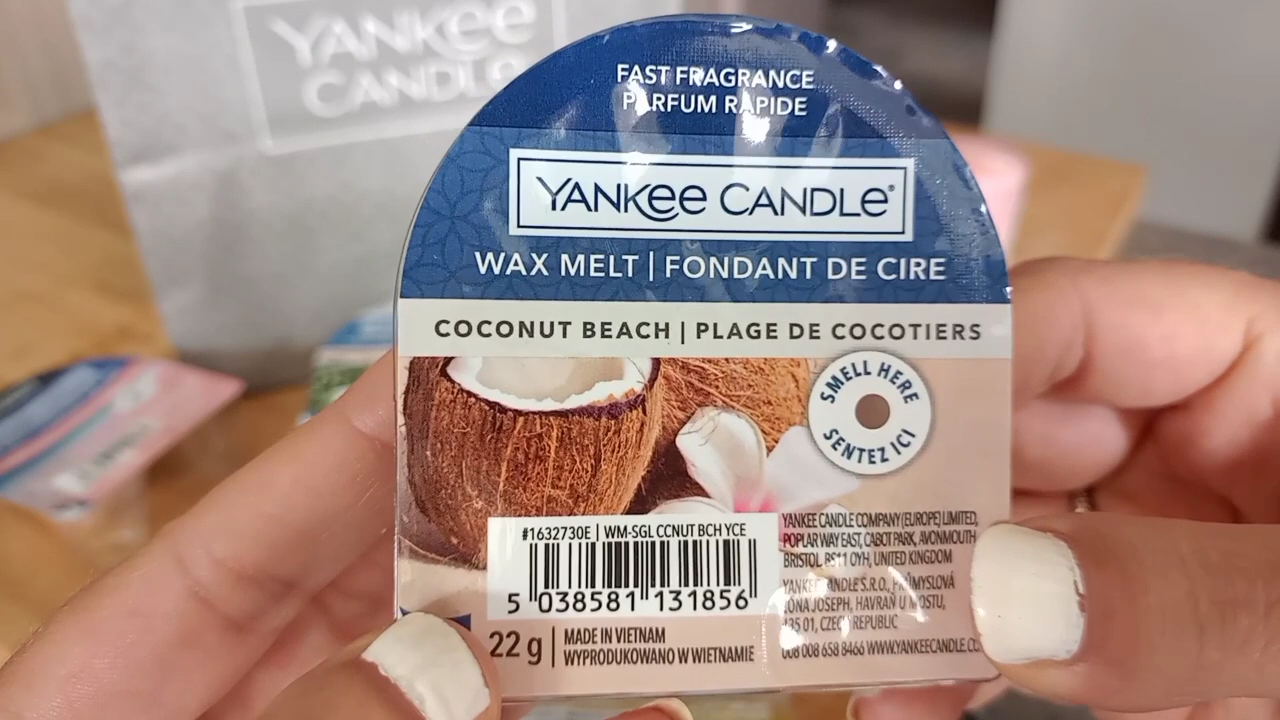 YANKEE
CANDLE
FAST FRAGRANCE
PARFUM RAPIDE
YANKEE CANDLE®
WAX MELT | FONDANT DE CIRE
COCONUT BEACH | PLAGE DE COCOTIERS
SMELL HERE
SENTEZ ICI
#1632730E | WM-SGL CCNUT BCH YCE
5 038581 131856
22 g
MADE IN VIETNAM
WYPRODUKOWANO W WIETNAMIE
YANKEE CANDLE COMPANY (EUROPE) LIMITED,
POPLAR WAY EAST, CABOT PARK, AVONMOUTH
BRISTOL, BS11 0YH, UNITED KINGDOM
YANKEE CANDLE S.R.O., PRŮMYSLOVÁ
ZÓNA JOSEPH, HAVRAŇ U MOSTU,
435 01, CZECH REPUBLIC
008 008 658 8466 WWW.YANKEECANDLE.CO